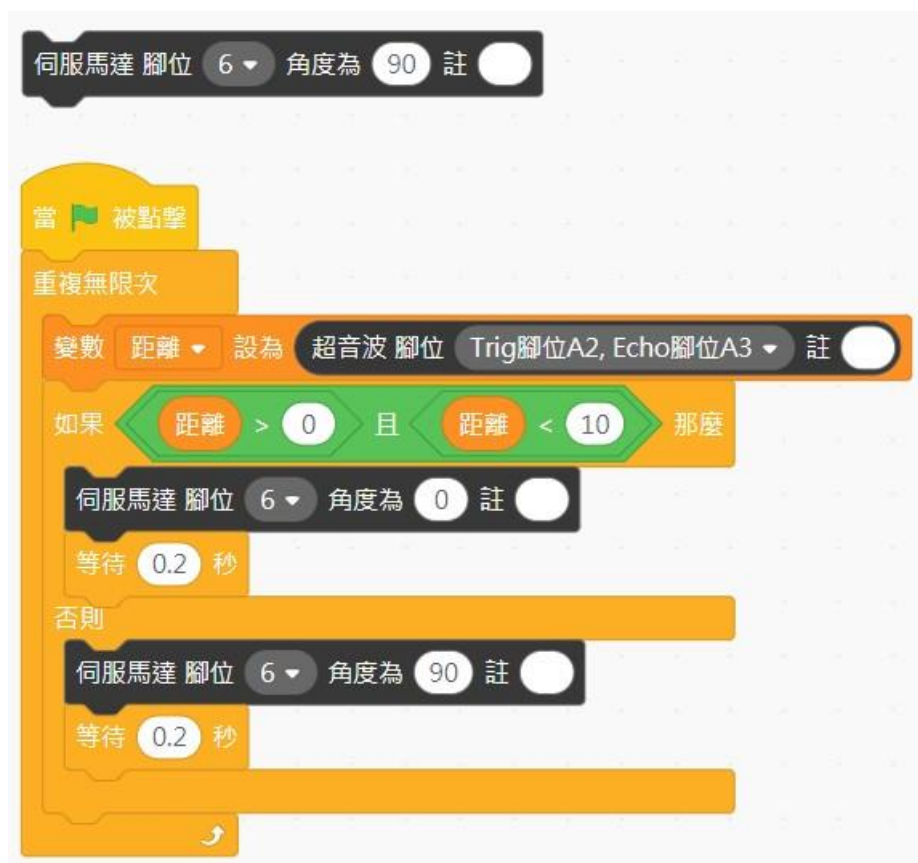 伺服馬達 腳位 6 角度為 90 註
當 被點擊
重複無限次
變數 距離 設為 超音波 腳位 Trig腳位A2, Echo腳位A3 註
如果 距離 > 0 且 距離 < 10 那麼
伺服馬達 腳位 6 角度為 0 註
等待 0.2 秒
否則
伺服馬達 腳位 6 角度為 90 註
等待 0.2 秒